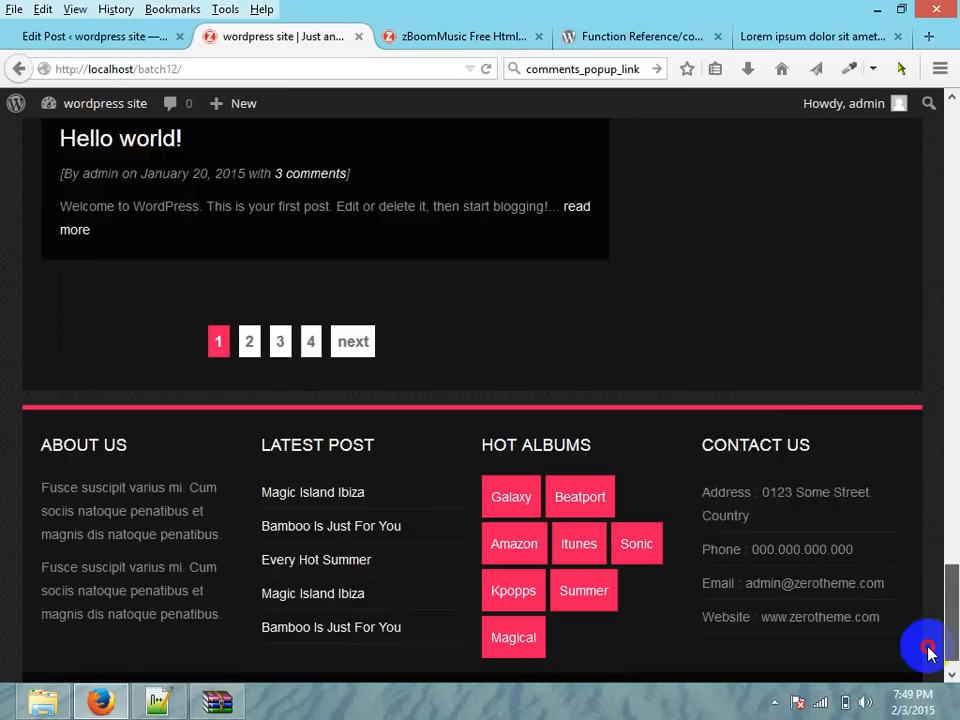 File Edit View History Bookmarks Tools Help
Edit Post ‹ wordpress site —... × wordpress site | Just an... × zBoomMusic Free Html... × Function Reference/co... × Lorem ipsum dolor sit amet... × +
http://localhost/batch12/ comments_popup_link
wordpress site 0 + New Howdy, admin
Hello world!
[By admin on January 20, 2015 with 3 comments]
Welcome to WordPress. This is your first post. Edit or delete it, then start blogging!... read
more
1 2 3 4 next
ABOUT US
Fusce suscipit varius mi. Cum
sociis natoque penatibus et
magnis dis natoque penatibus.
Fusce suscipit varius mi. Cum
sociis natoque penatibus et
magnis dis natoque penatibus.
LATEST POST
Magic Island Ibiza
Bamboo Is Just For You
Every Hot Summer
Magic Island Ibiza
Bamboo Is Just For You
HOT ALBUMS
Galaxy Beatport
Amazon Itunes Sonic
Kpopps Summer
Magical
CONTACT US
Address : 0123 Some Street.
Country
Phone : 000.000.000.000
Email : admin@zerotheme.com
Website : www.zerotheme.com
7:49 PM
2/3/2015